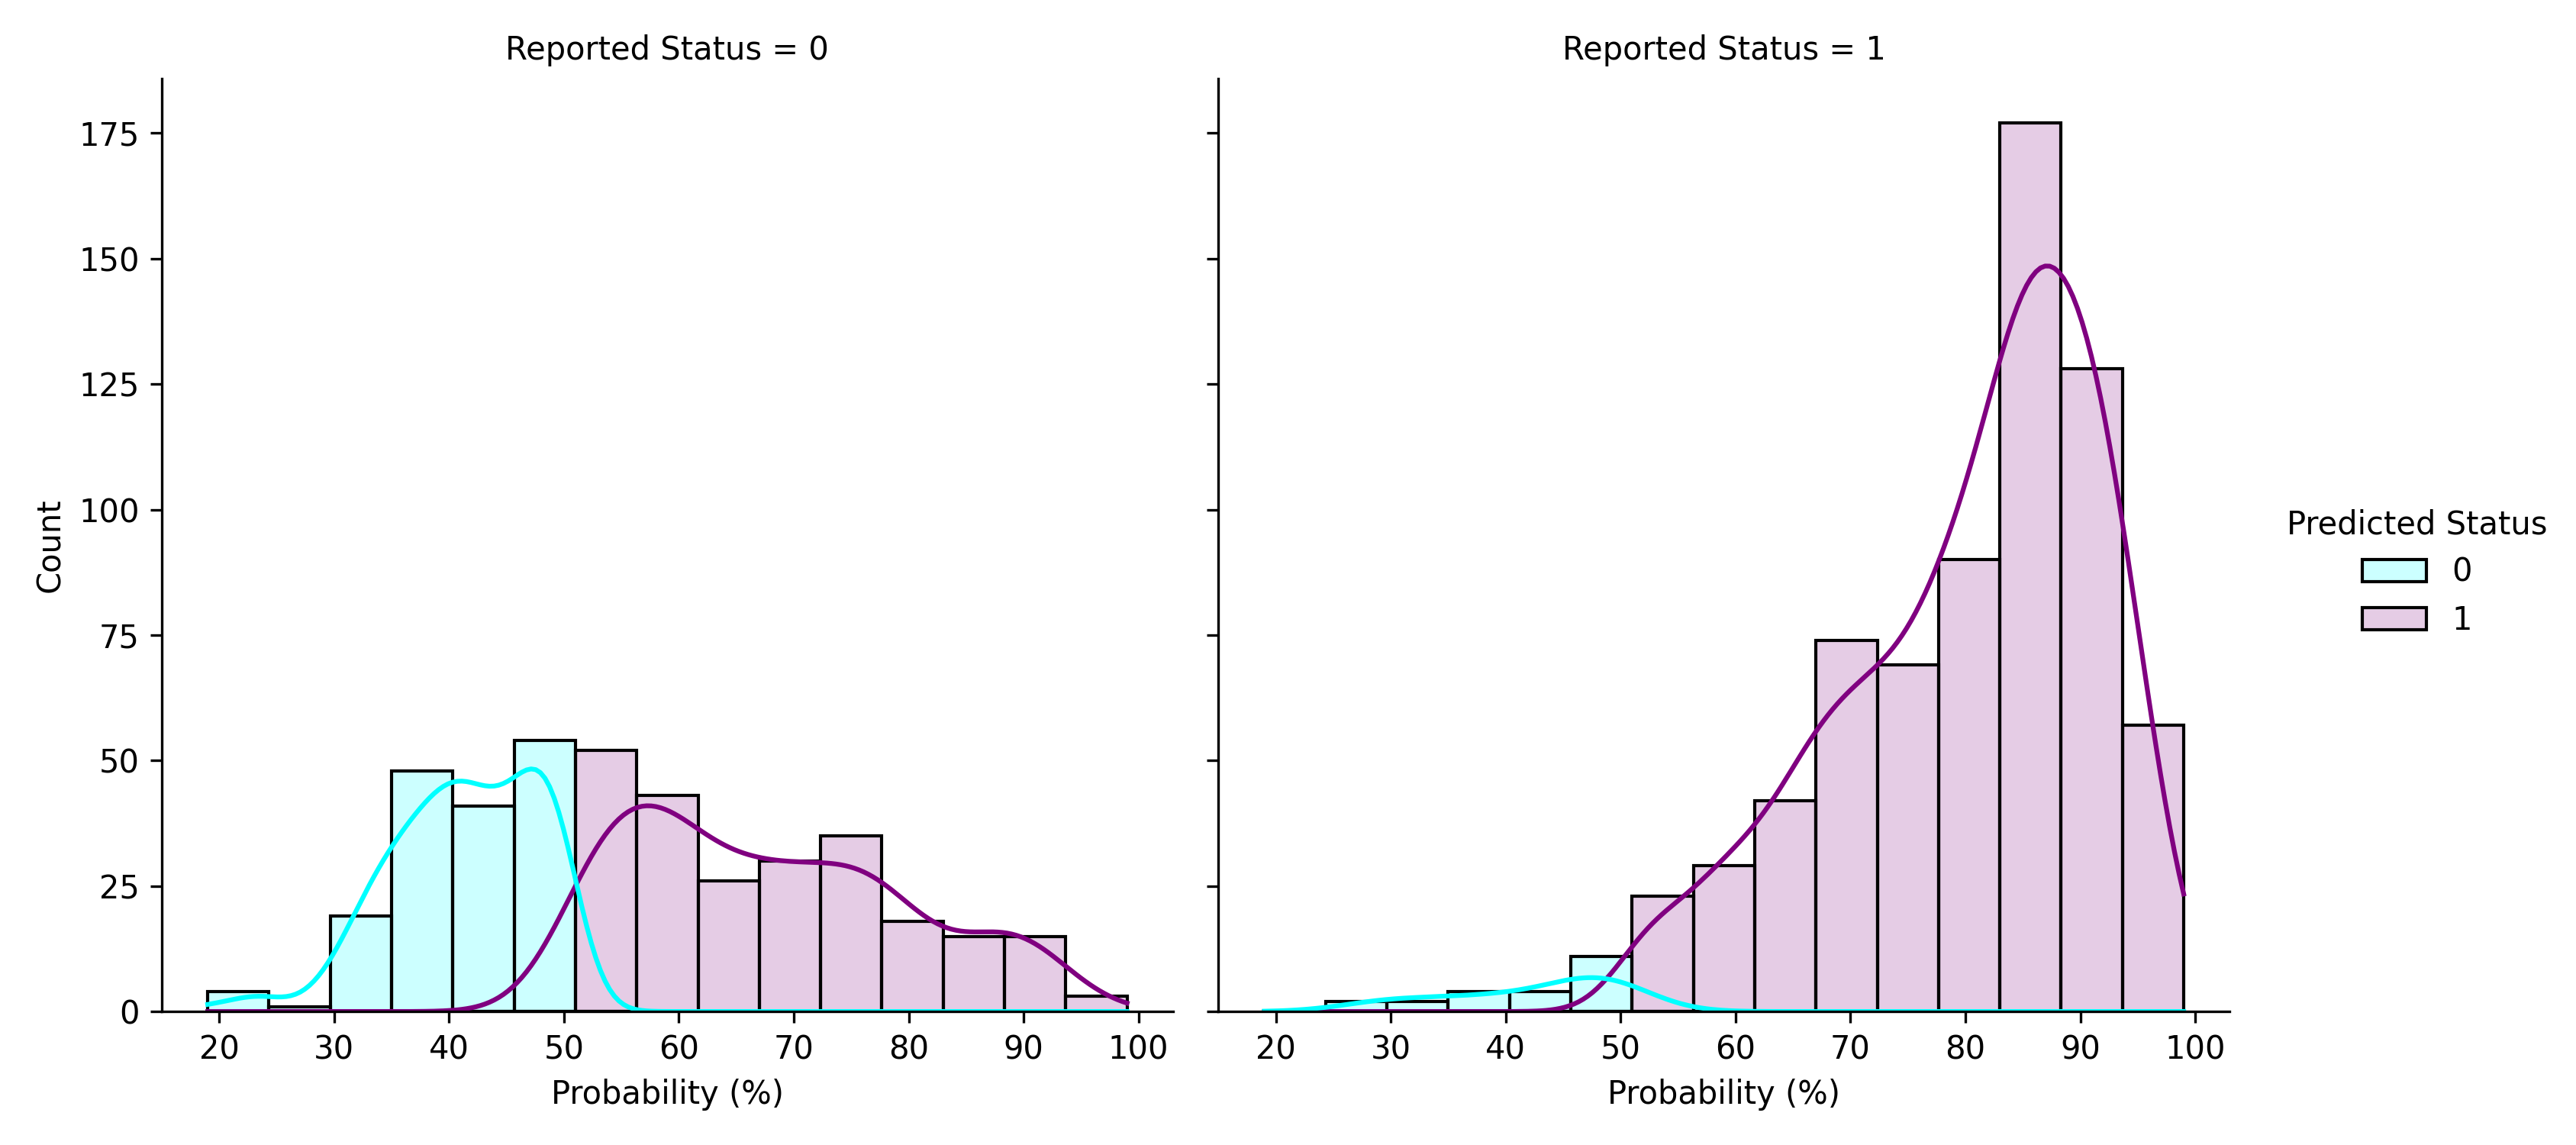 Reported Status = 0
Reported Status = 1
175
150
125
100
75
50
25
0
Count
20 30 40 50 60 70 80 90 100
20 30 40 50 60 70 80 90 100
Probability (%)
Probability (%)
Predicted Status
0
1